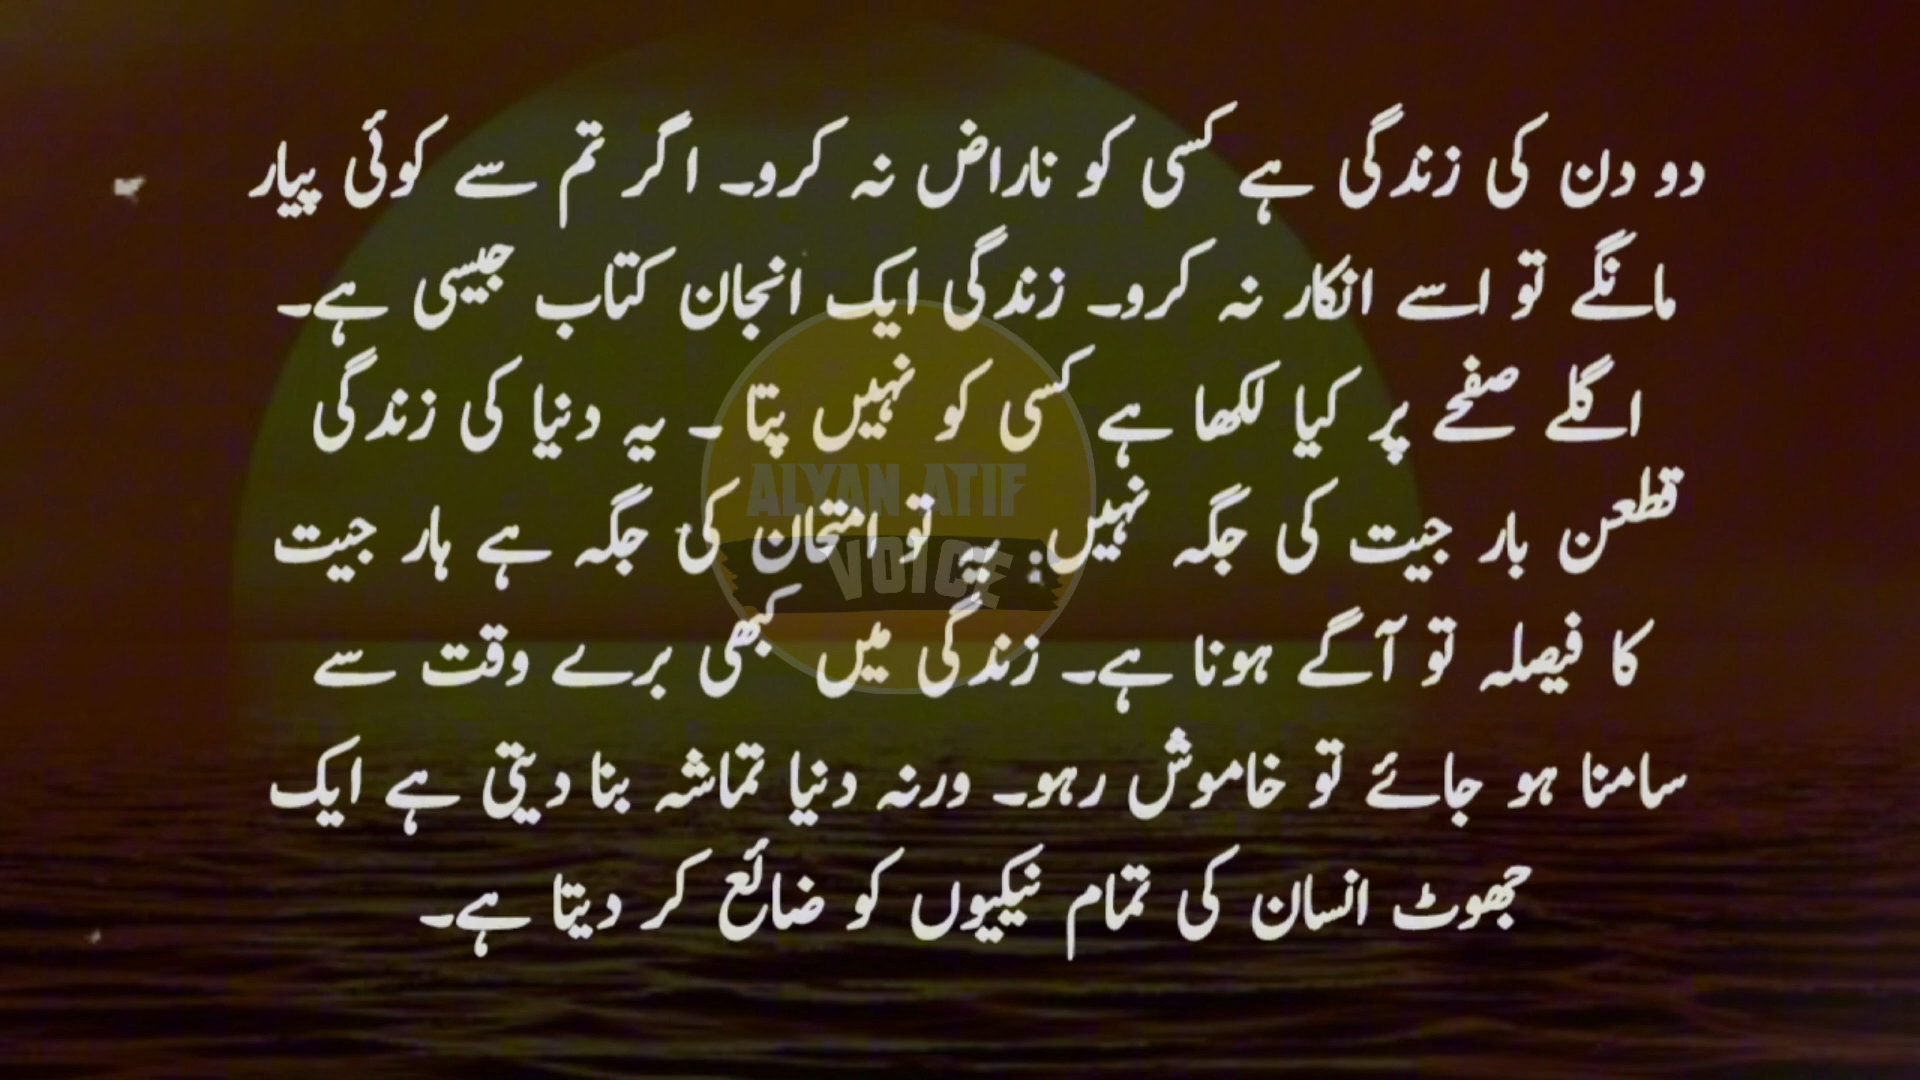 دو دن کی زندگی ہے کسی کو ناراض نہ کرو۔ اگر تم سے کوئی پیار
مانگے تو اسے انکار نہ کرو۔ زندگی ایک انجان کتاب جیسی ہے۔
اگلے صفحے پر کیا لکھا ہے کسی کو نہیں پتا ۔ یہ دنیا کی زندگی
قطعن بار جیت کی جگہ نہیں: یہ تو امتحان کی جگہ ہے ہار جیت
کا فیصلہ تو آگے ہونا ہے۔ زندگی میں کبھی برے وقت سے
سامنا ہو جائے تو خاموش رہو۔ ورنہ دنیا تماشہ بنا دیتی ہے ایک
جھوٹ انسان کی تمام نیکیوں کو ضائع کر دیتا ہے۔
ALYAN ATIF
VOICE